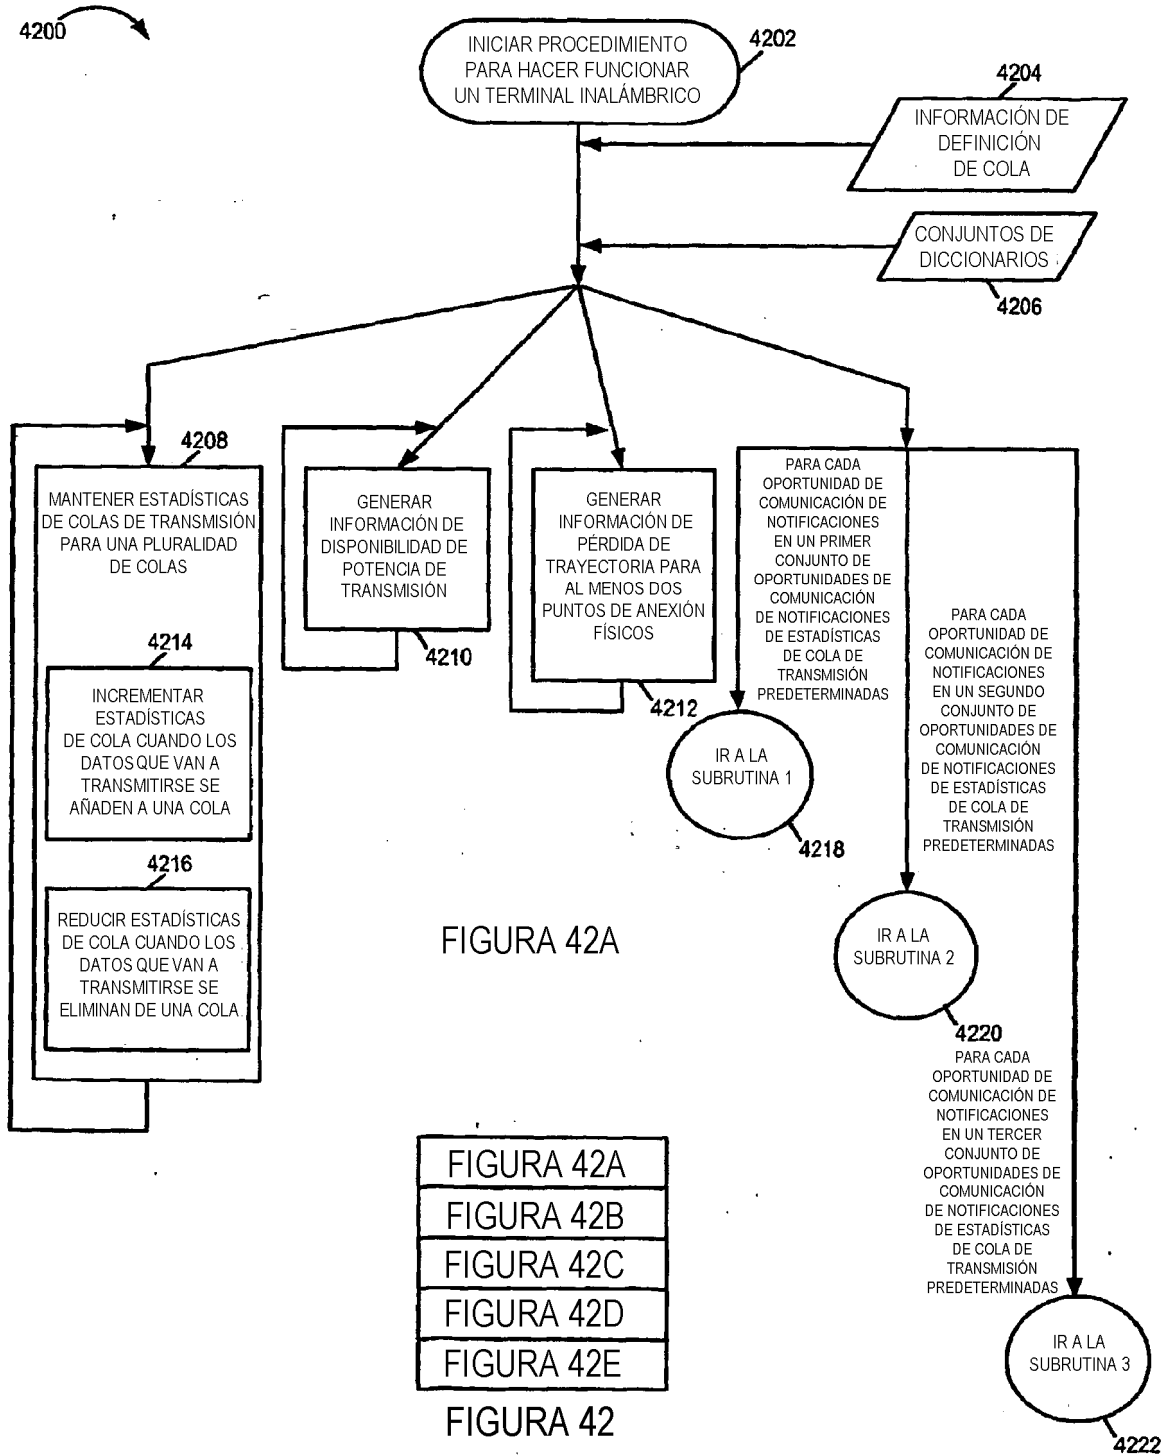 4200
INICIAR PROCEDIMIENTO
PARA HACER FUNCIONAR
UN TERMINAL INALÁMBRICO
4202
4204
INFORMACIÓN DE
DEFINICIÓN
DE COLA
CONJUNTOS DE
DICCIONARIOS
4206
4208
MANTENER ESTADÍSTICAS
DE COLAS DE TRANSMISIÓN
PARA UNA PLURALIDAD
DE COLAS
4214
INCREMENTAR
ESTADÍSTICAS
DE COLA CUANDO LOS
DATOS QUE VAN A
TRANSMITIRSE SE
AÑADEN A UNA COLA
4216
REDUCIR ESTADÍSTICAS
DE COLA CUANDO LOS
DATOS QUE VAN A
TRANSMITIRSE SE
ELIMINAN DE UNA COLA
GENERAR
INFORMACIÓN DE
DISPONIBILIDAD DE
POTENCIA DE
TRANSMISIÓN
4210
GENERAR
INFORMACIÓN DE
PÉRDIDA DE
TRAYECTORIA PARA
AL MENOS DOS
PUNTOS DE ANEXIÓN
FÍSICOS
4212
PARA CADA
OPORTUNIDAD DE
COMUNICACIÓN DE
NOTIFICACIONES
EN UN PRIMER
CONJUNTO DE
OPORTUNIDADES DE
COMUNICACIÓN
DE NOTIFICACIONES
DE ESTADÍSTICAS
DE COLA DE
TRANSMISIÓN
PREDETERMINADAS
IR A LA
SUBRUTINA 1
4218
PARA CADA
OPORTUNIDAD DE
COMUNICACIÓN DE
NOTIFICACIONES
EN UN SEGUNDO
CONJUNTO DE
OPORTUNIDADES DE
COMUNICACIÓN
DE NOTIFICACIONES
DE ESTADÍSTICAS
DE COLA DE
TRANSMISIÓN
PREDETERMINADAS
IR A LA
SUBRUTINA 2
4220
PARA CADA
OPORTUNIDAD DE
COMUNICACIÓN DE
NOTIFICACIONES
EN UN TERCER
CONJUNTO DE
OPORTUNIDADES DE
COMUNICACIÓN
DE NOTIFICACIONES
DE ESTADÍSTICAS
DE COLA DE
TRANSMISIÓN
PREDETERMINADAS
IR A LA
SUBRUTINA 3
4222
FIGURA 42A
FIGURA 42A
FIGURA 42B
FIGURA 42C
FIGURA 42D
FIGURA 42E
FIGURA 42